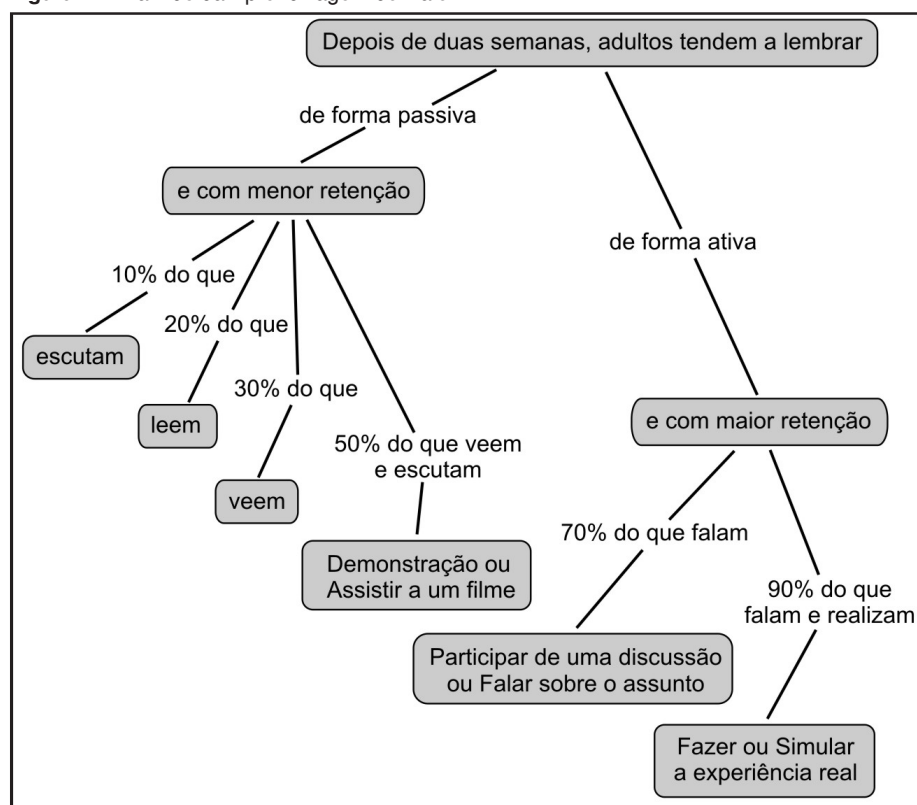 Depois de duas semanas, adultos tendem a lembrar
de forma passiva
e com menor retenção
de forma ativa
10% do que
escutam
20% do que
leem
30% do que
veem
50% do que veem
e escutam
Demonstração ou
Assistir a um filme
e com maior retenção
70% do que falam
Participar de uma discussão
ou Falar sobre o assunto
90% do que
falam e realizam
Fazer ou Simular
a experiência real